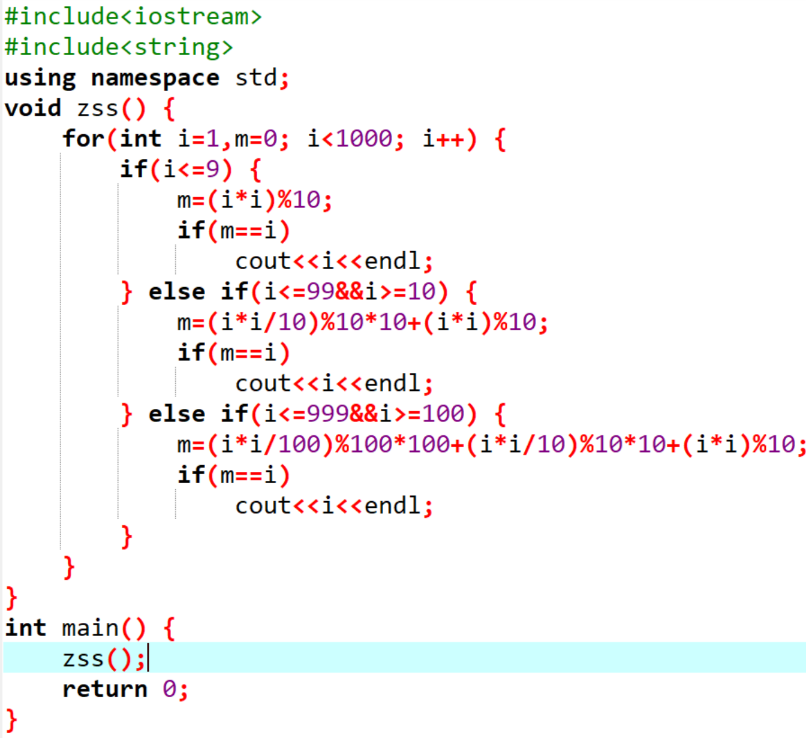 #include<iostream>
#include<string>
using namespace std;
void zss() {
    for(int i=1,m=0; i<1000; i++) {
        if(i<=9) {
            m=(i*i)%10;
            if(m==i)
                cout<<i<<endl;
        } else if(i<=99&&i>=10) {
            m=(i*i/10)%10*10+(i*i)%10;
            if(m==i)
                cout<<i<<endl;
        } else if(i<=999&&i>=100) {
            m=(i*i/100)%100*100+(i*i/10)%10*10+(i*i)%10;
            if(m==i)
                cout<<i<<endl;
        }
    }
}
int main() {
    zss();
    return 0;
}